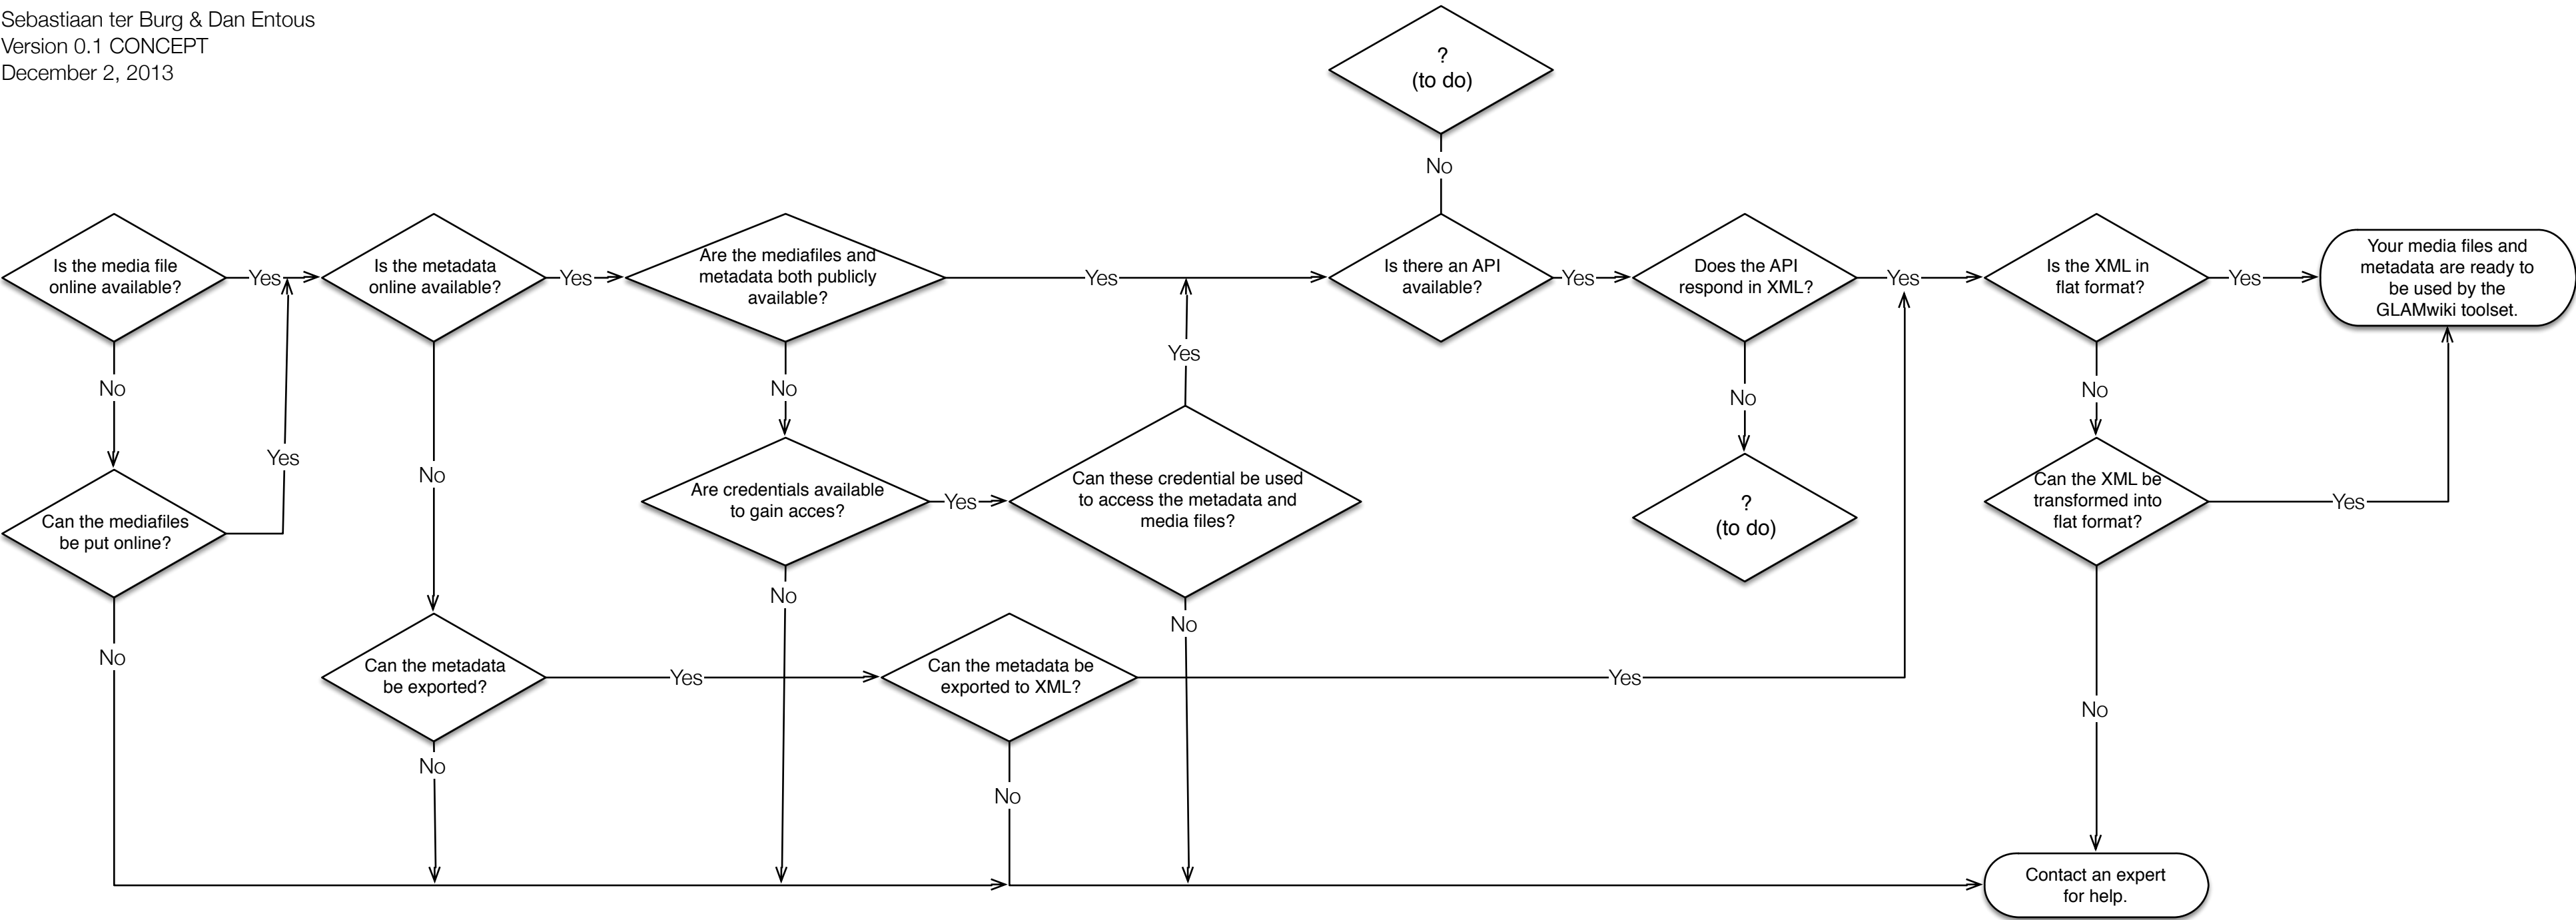 Sebastiaan ter Burg & Dan Entous
Version 0.1 CONCEPT
December 2, 2013
?
(to do)
No
Is the media file
online available?
Yes
Is the metadata
online available?
Yes
Are the mediafiles and
metadata both publicly
available?
Yes
Is there an API
available?
Yes
Does the API
respond in XML?
Yes
Is the XML in
flat format?
Yes
Your media files and
metadata are ready to
be used by the
GLAMwiki toolset.
No
Yes
No
No
Yes
No
Yes
No
No
Can the mediafiles
be put online?
Are credentials available
to gain acces?
Yes
Can these credential be used
to access the metadata and
media files?
?
(to do)
Can the XML be
transformed into
flat format?
Yes
No
No
No
Can the metadata
be exported?
Yes
Can the metadata be
exported to XML?
Yes
No
No
No
Contact an expert
for help.